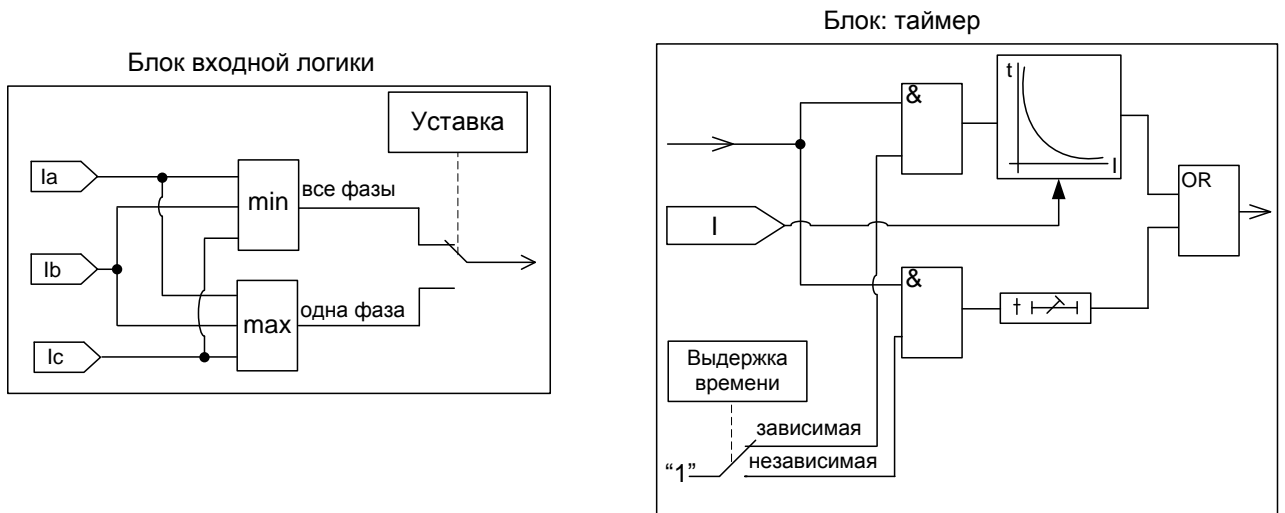 Блок входной логики
Уставка
Ia
Ib
Ic
min
max
все фазы
одна фаза
Блок: таймер
&
t
I
I
OR
&
t
Выдержка
времени
зависимая
независимая
“1”